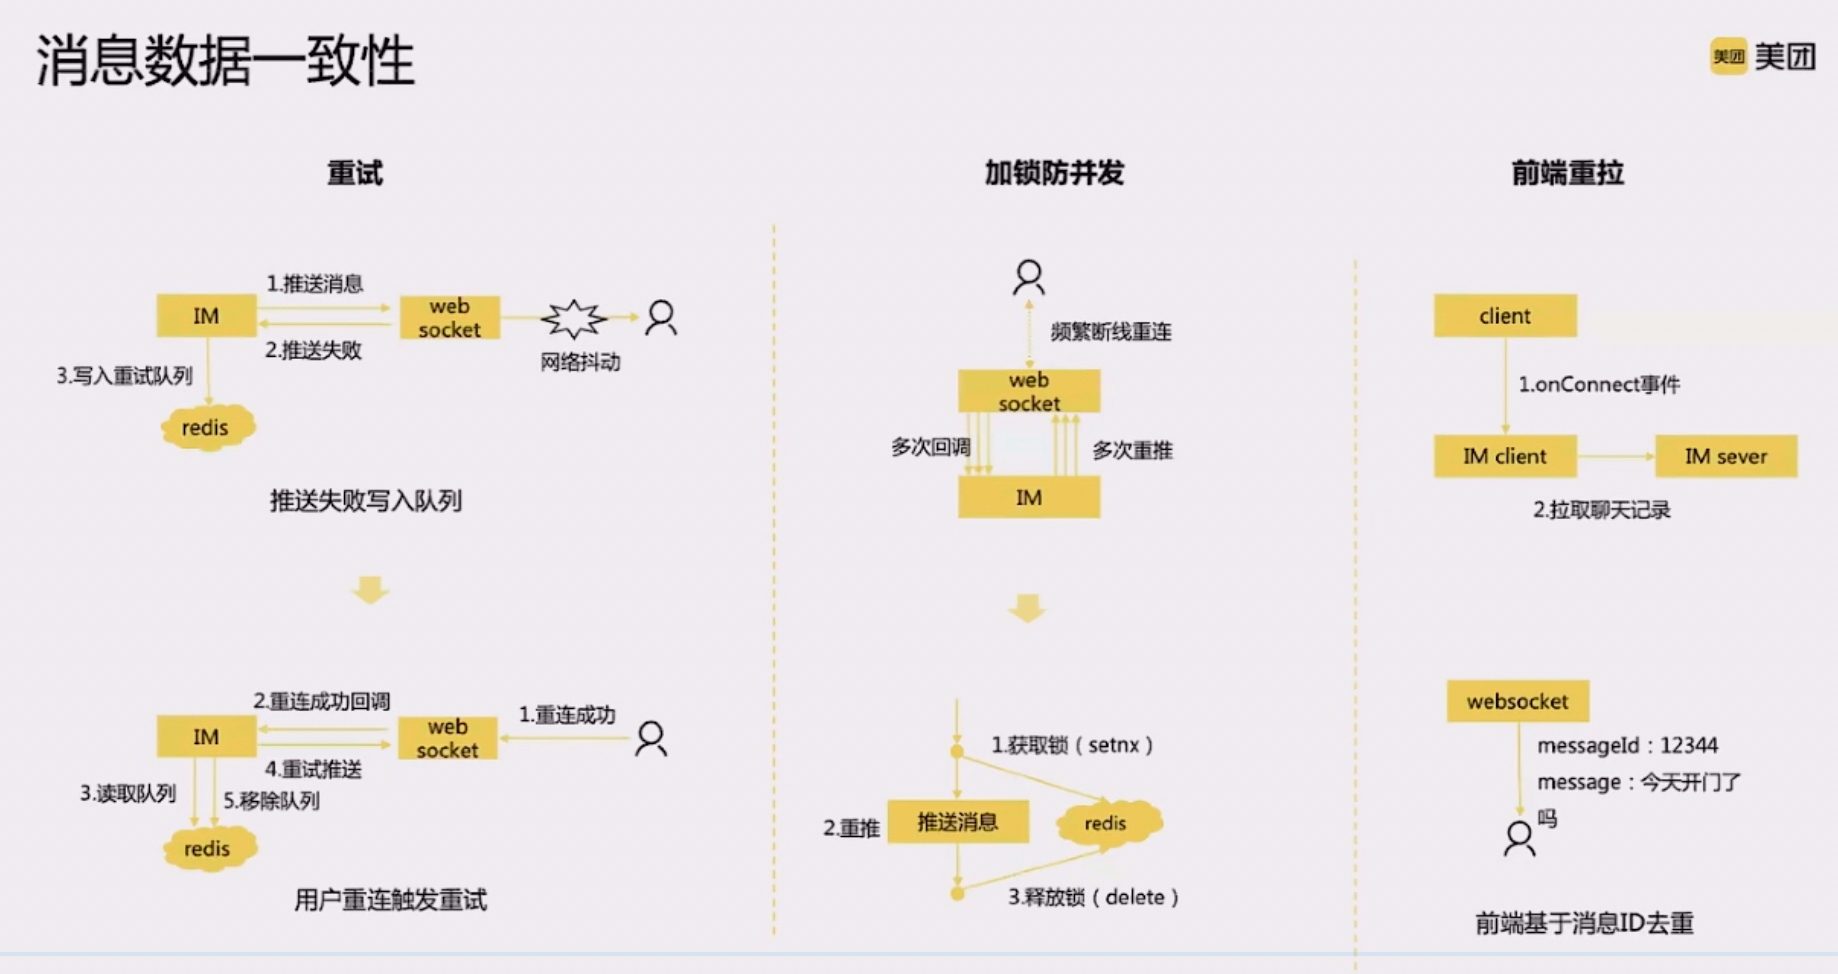 消息数据一致性
美团 美团
重试
1.推送消息
IM
web
socket
2.推送失败
网络抖动
3.写入重试队列
redis
推送失败写入队列
2.重连成功回调
1.重连成功
IM
web
socket
4.重试推送
3.读取队列
5.移除队列
redis
用户重连触发重试
加锁防并发
频繁断线重连
web
socket
多次回调
多次重推
IM
1.获取锁（setnx）
2.重推
推送消息
redis
3.释放锁（delete）
前端重拉
client
1.onConnect事件
IM client
IM sever
2.拉取聊天记录
websocket
messageId：12344
message：今天开门了
吗
前端基于消息ID去重